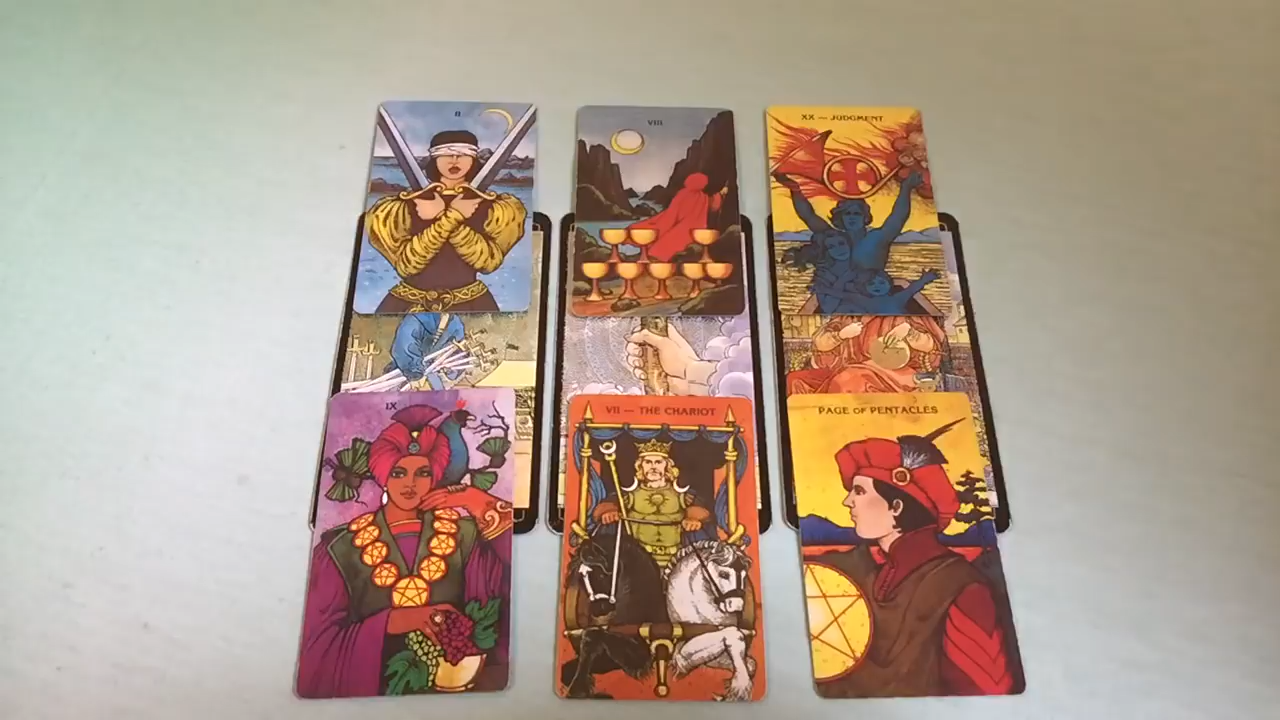 II
VIII
XX — JUDGMENT
IX
VII — THE CHARIOT
PAGE OF PENTACLES